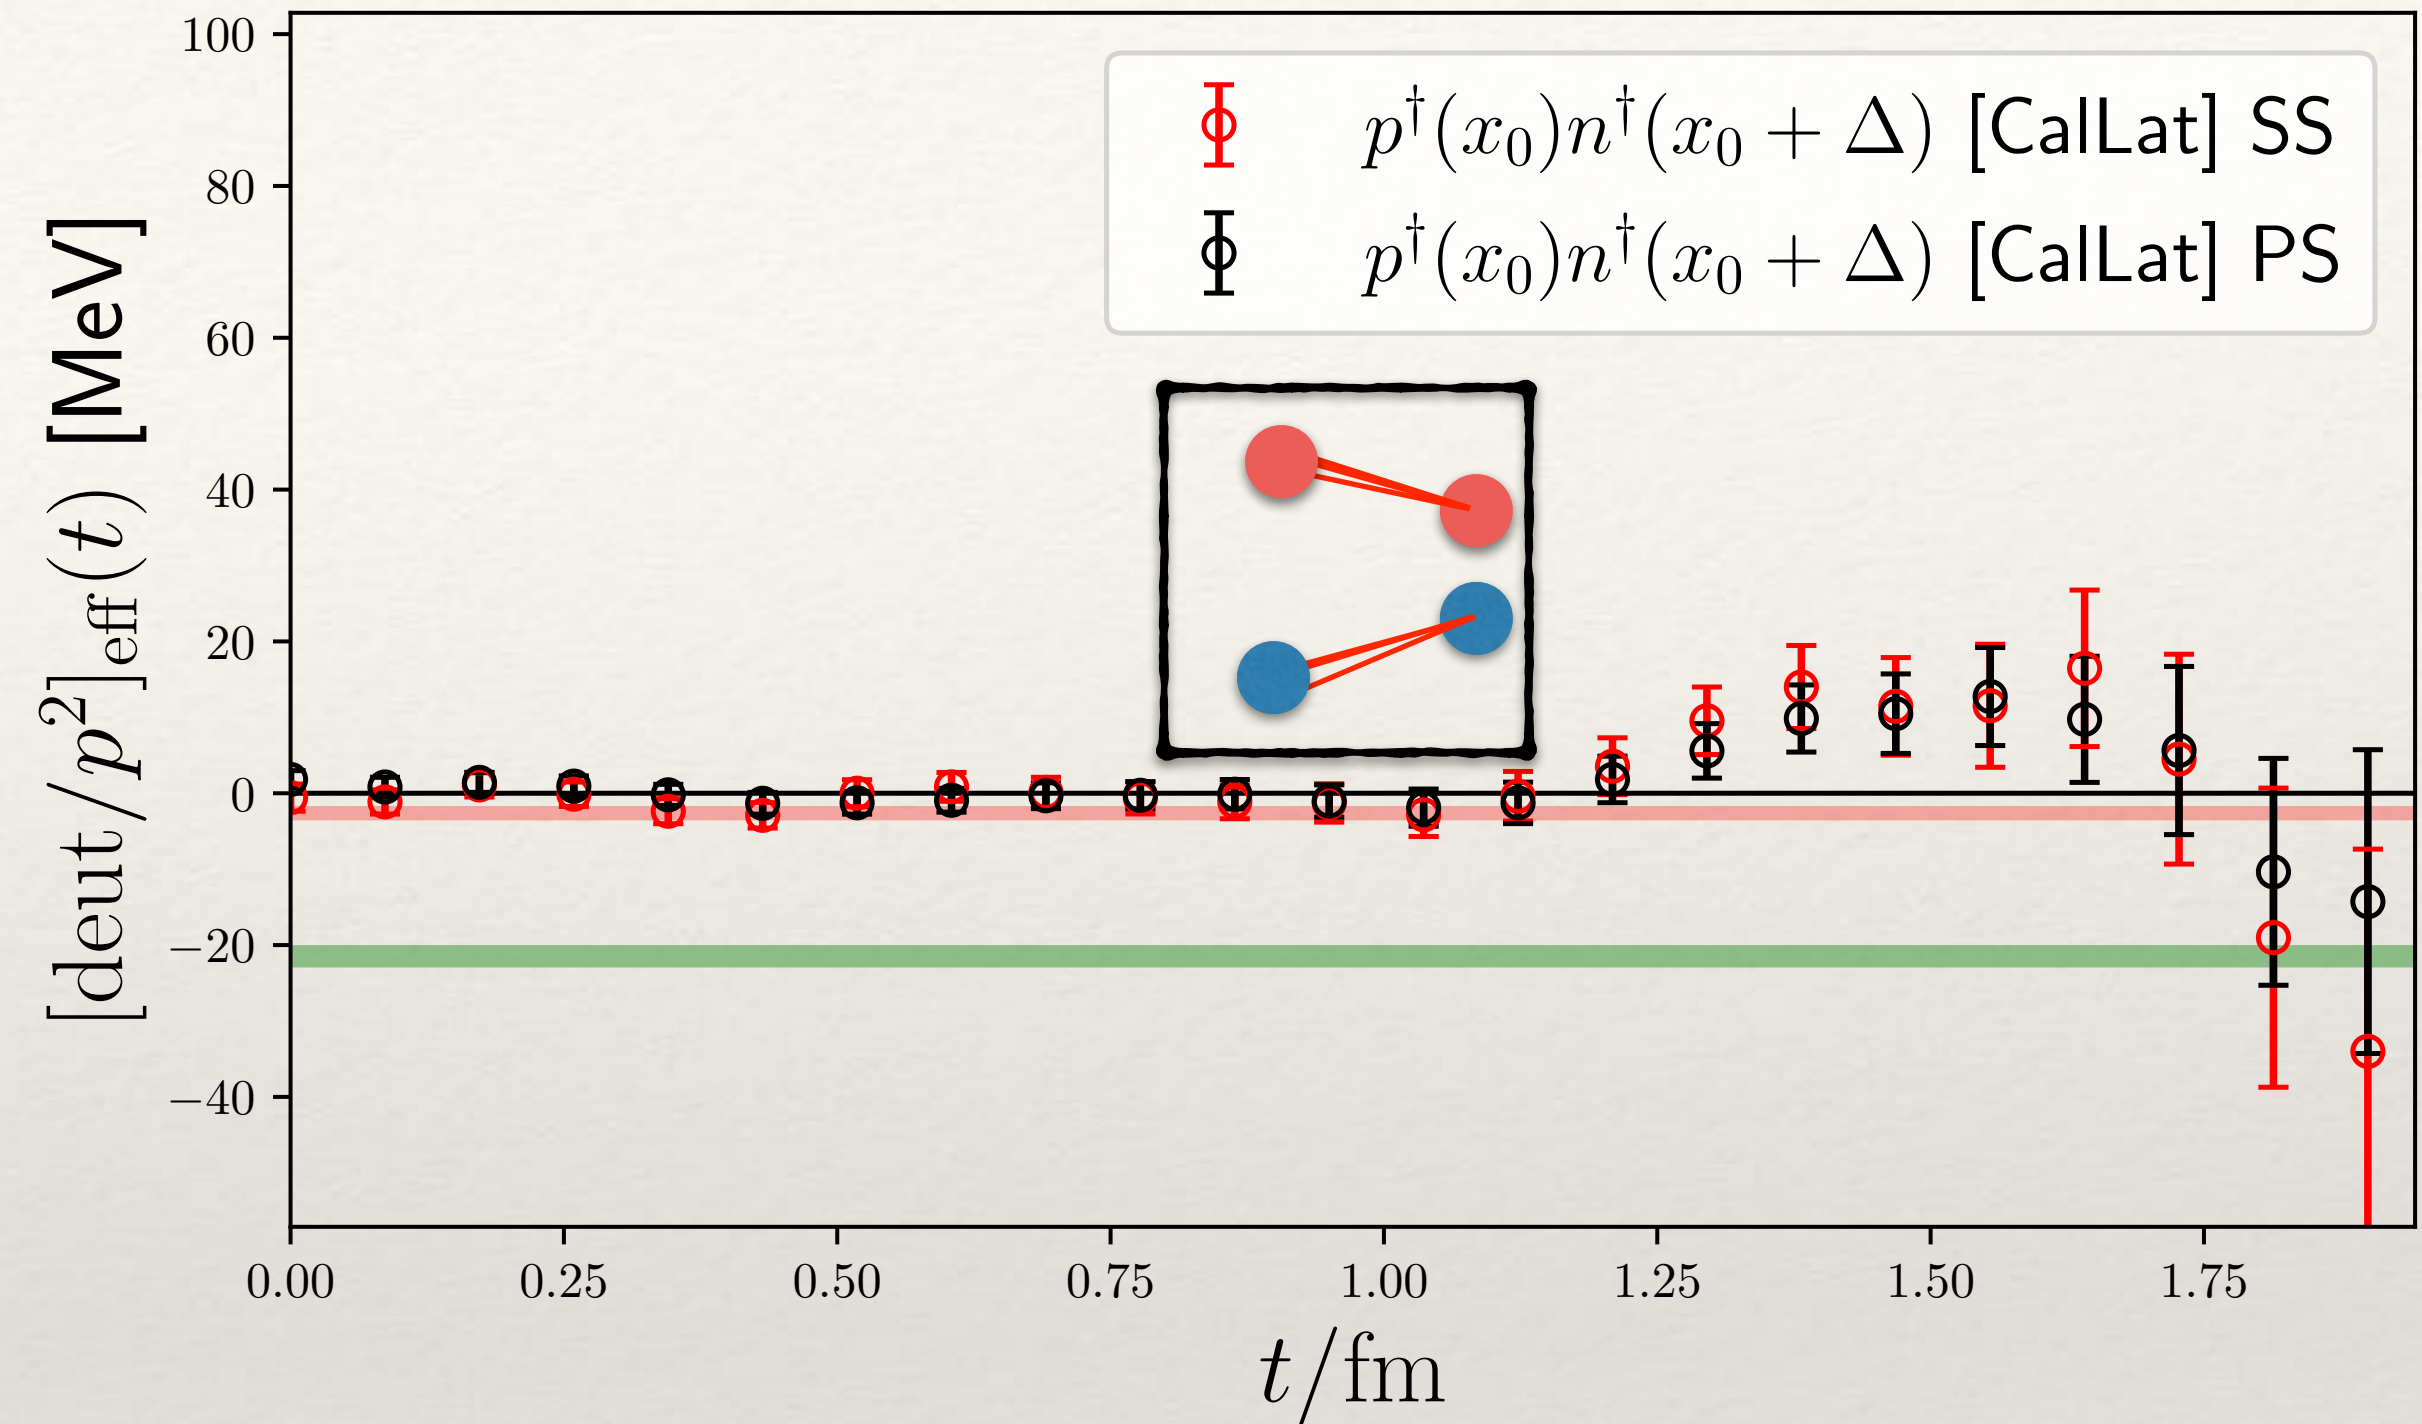 [deut/p²]eff(t) [MeV]
100
80
60
40
20
0
−20
−40
p†(x₀)n†(x₀ + Δ) [CalLat] SS
p†(x₀)n†(x₀ + Δ) [CalLat] PS
0.00 0.25 0.50 0.75 1.00 1.25 1.50 1.75
t/fm